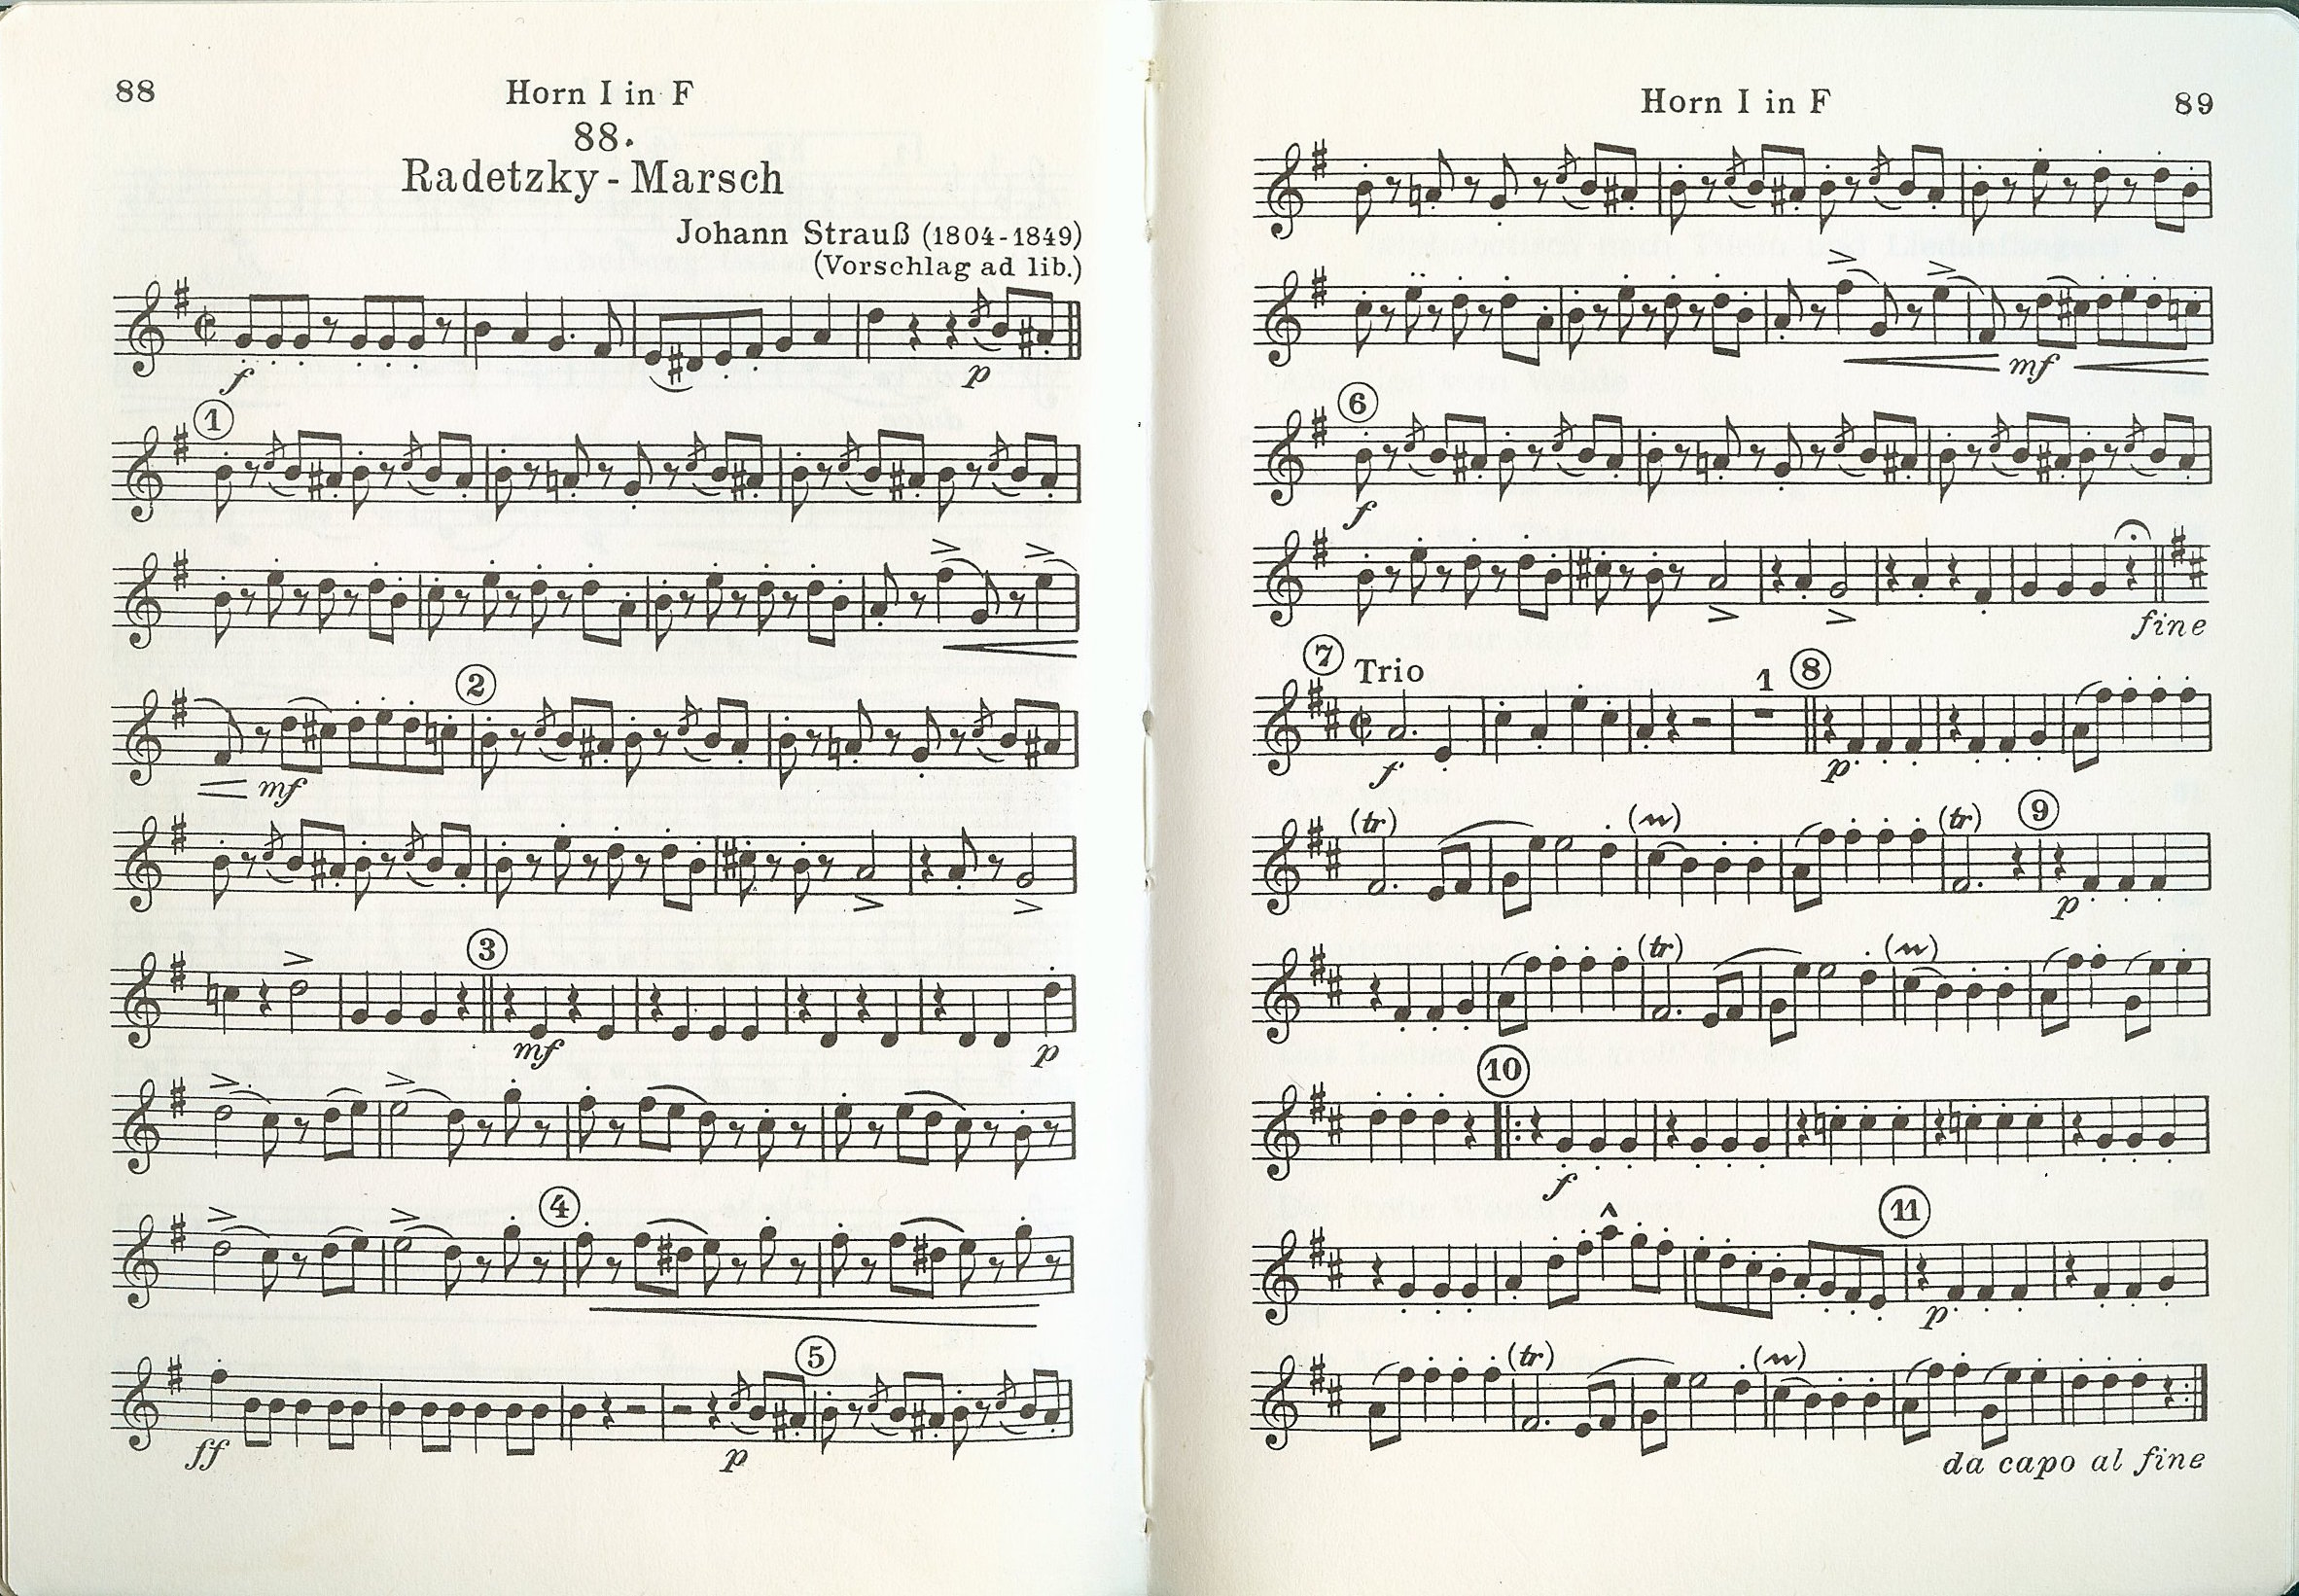 88
Horn I in F
88.
Radetzky - Marsch
Johann Strauß (1804-1849)
(Vorschlag ad lib.)
f
p
1
2
mf
3
mf
p
4
5
ff
p
Horn I in F
89
mf
6
f
fine
7 Trio
1
8
f
p
(tr)
(tr)
9
p
(tr)
10
f
11
p
(tr)
da capo al fine